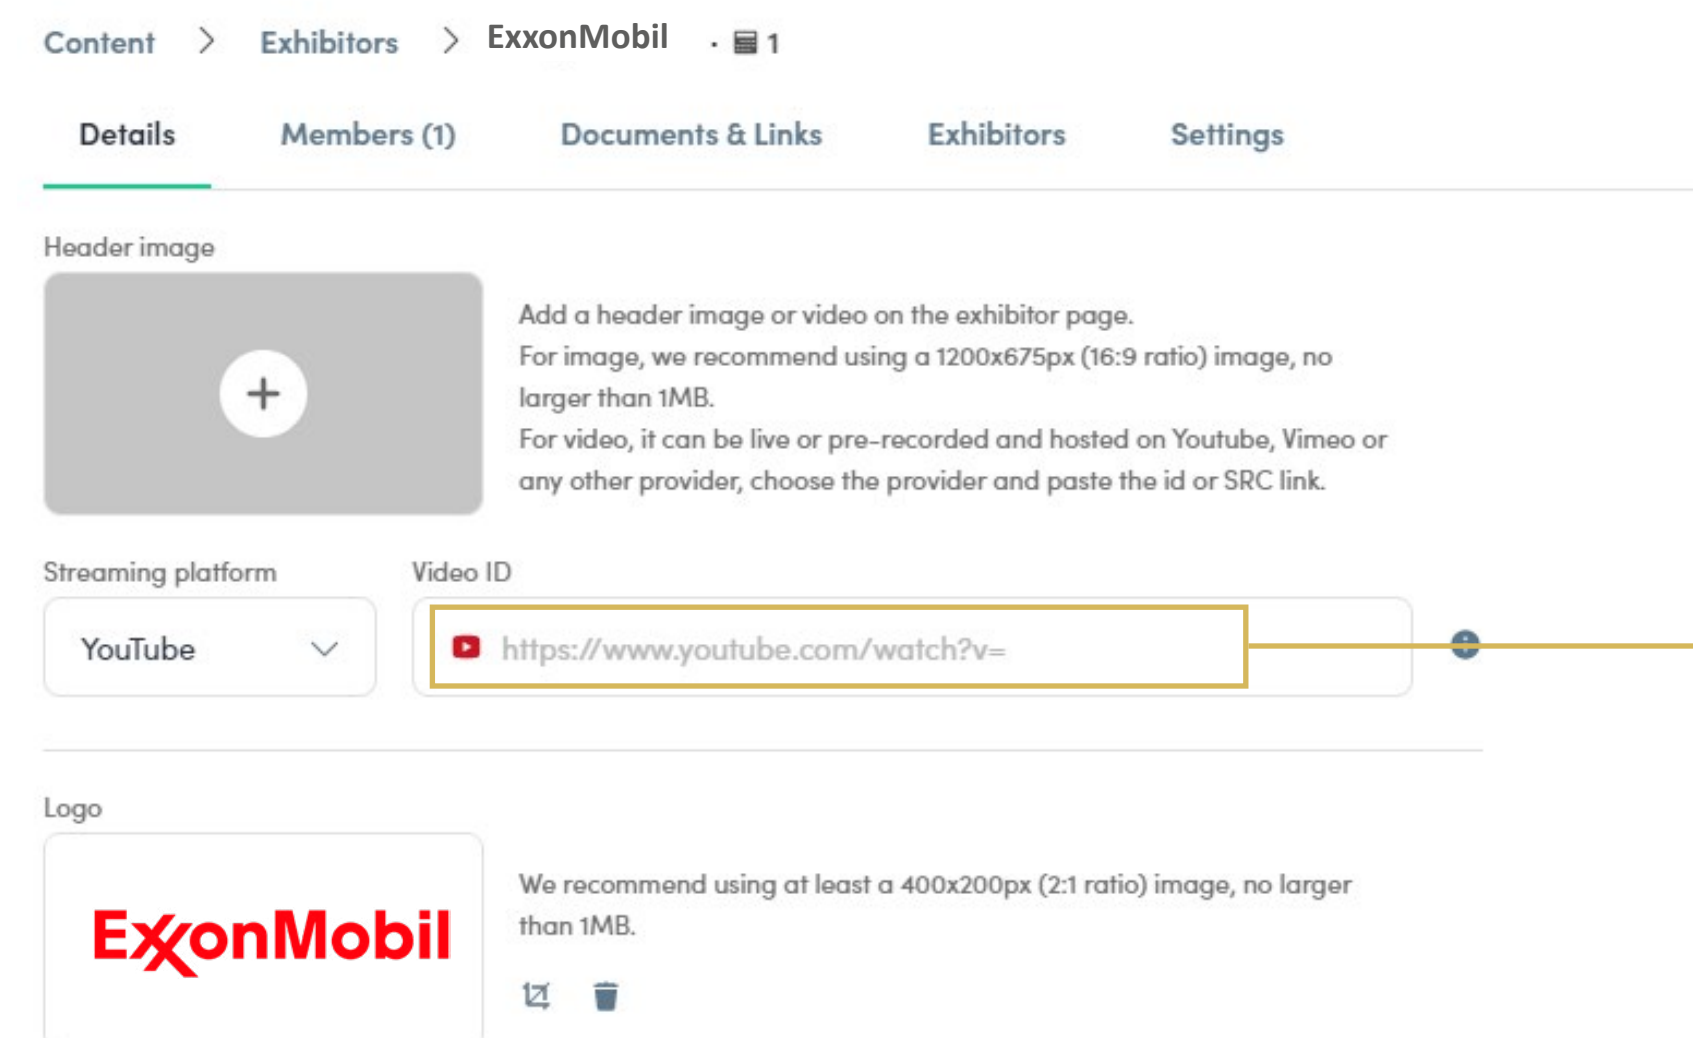 Content > Exhibitors > ExxonMobil · 1
Details Members (1) Documents & Links Exhibitors Settings
Header image
Add a header image or video on the exhibitor page.
For image, we recommend using a 1200x675px (16:9 ratio) image, no
larger than 1MB.
For video, it can be live or pre-recorded and hosted on Youtube, Vimeo or
any other provider, choose the provider and paste the id or SRC link.
Streaming platform Video ID
YouTube https://www.youtube.com/watch?v=
Logo
We recommend using at least a 400x200px (2:1 ratio) image, no larger
than 1MB.
ExxonMobil